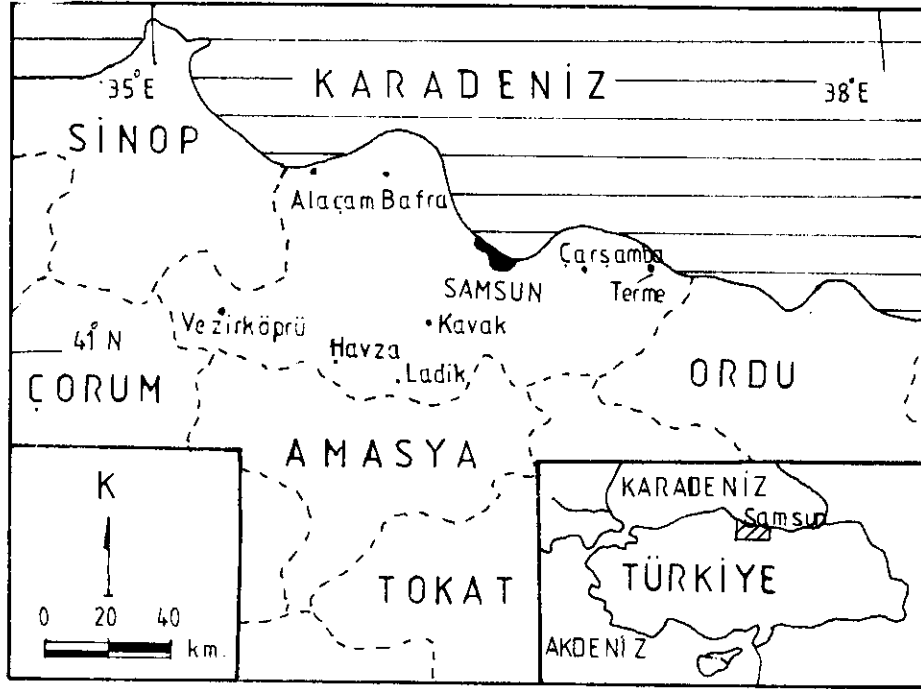 35°E
KARADENİZ
38°E
SİNOP
Alaçam
Bafra
Çarşamba
SAMSUN
Terme
Vezirköprü
Kavak
41°N
Havza
Ladik
ÇORUM
ORDU
AMASYA
K
KARADENİZ
Samsun
TÜRKİYE
TOKAT
0 20 40
km.
AKDENİZ